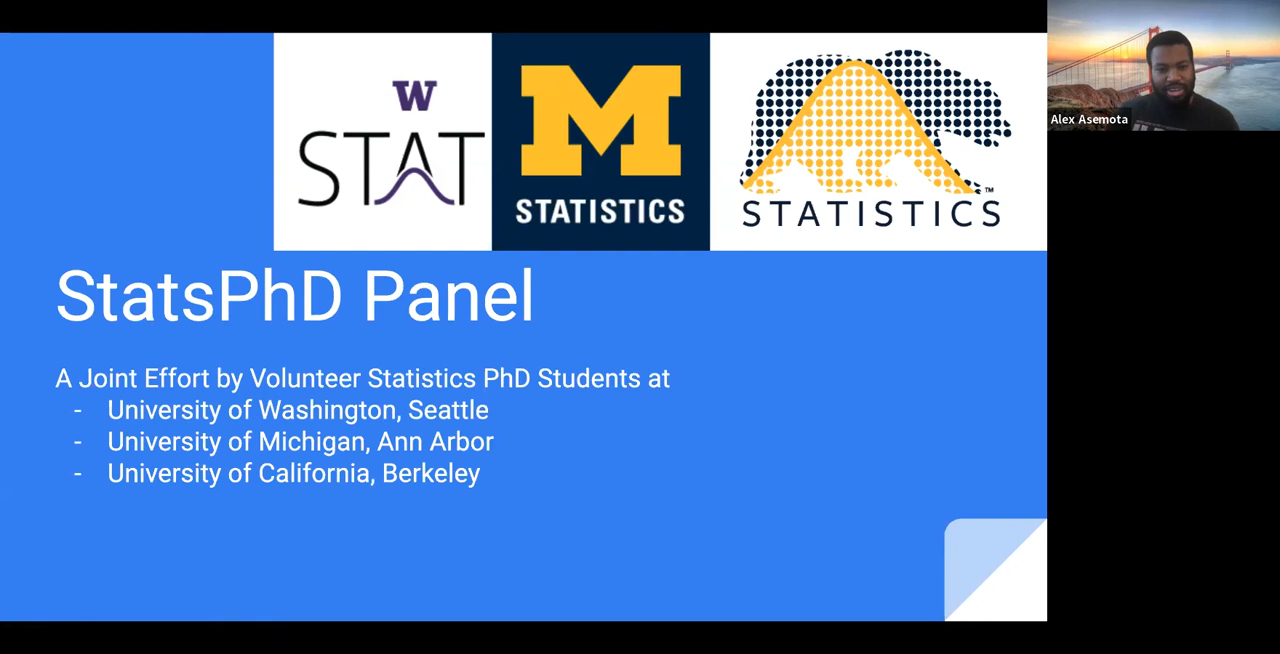 W
STAT
M
STATISTICS
STATISTICS
TM
Alex Asemota
StatsPhD Panel
A Joint Effort by Volunteer Statistics PhD Students at
- University of Washington, Seattle
- University of Michigan, Ann Arbor
- University of California, Berkeley